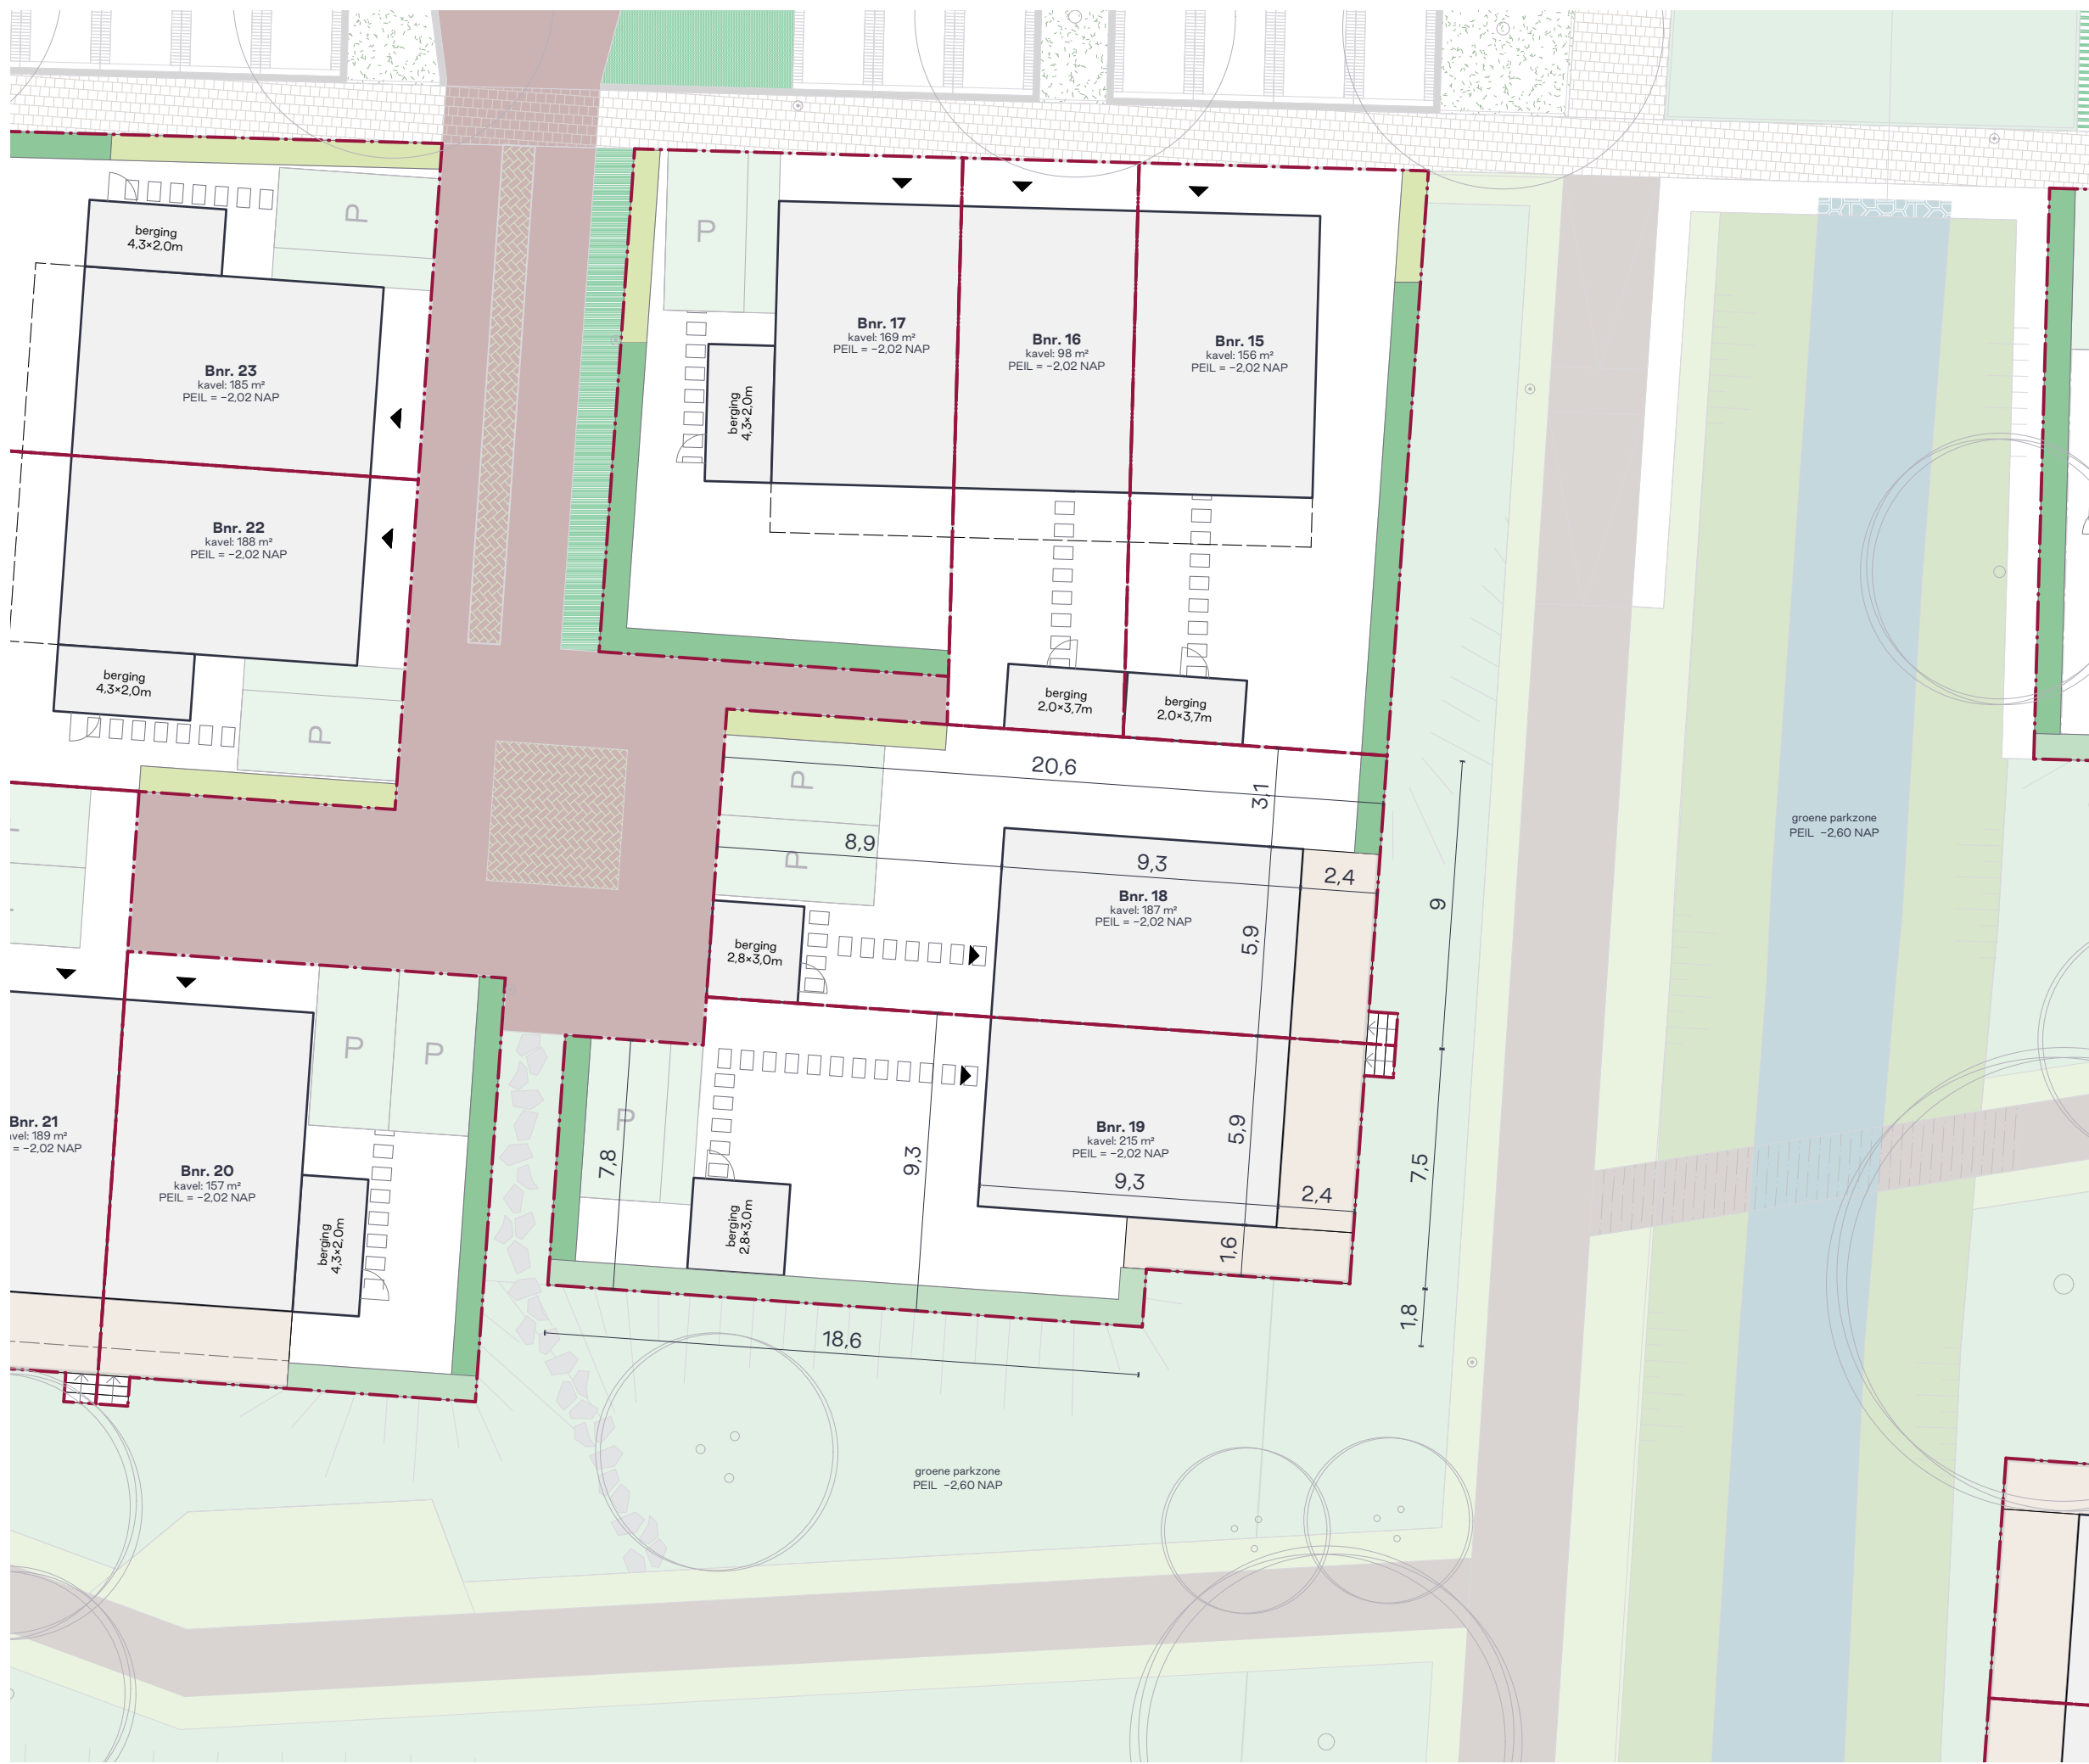 P
berging
4,3×2,0m
P
Bnr. 23
kavel: 185 m²
PEIL = −2,02 NAP
Bnr. 17
kavel: 169 m²
PEIL = −2,02 NAP
Bnr. 16
kavel: 98 m²
PEIL = −2,02 NAP
Bnr. 15
kavel: 156 m²
PEIL = −2,02 NAP
berging
4,3×2,0m
Bnr. 22
kavel: 188 m²
PEIL = −2,02 NAP
berging
4,3×2,0m
P
berging
2,0×3,7m
berging
2,0×3,7m
20,6
3,1
P
8,9
P
9,3
2,4
groene parkzone
PEIL −2,60 NAP
Bnr. 18
kavel: 187 m²
PEIL = −2,02 NAP
9
5,9
berging
2,8×3,0m
P
P
P
Bnr. 21
vel: 189 m²
= −2,02 NAP
Bnr. 20
kavel: 157 m²
PEIL = −2,02 NAP
berging
4,3×2,0m
7,8
9,3
Bnr. 19
kavel: 215 m²
PEIL = −2,02 NAP
5,9
9,3
2,4
7,5
berging
2,8×3,0m
1,6
1,8
18,6
groene parkzone
PEIL −2,60 NAP